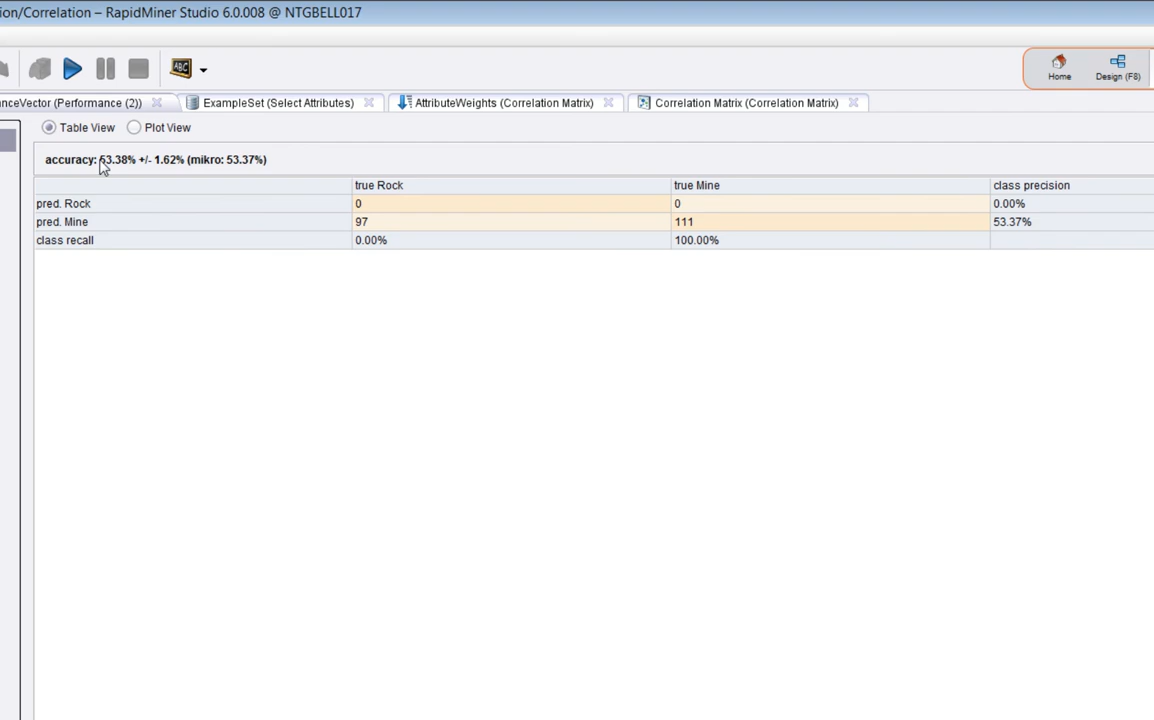 ion/Correlation – RapidMiner Studio 6.0.008 @ NTGBELL017
ABC
Home Design (F8)
nceVector (Performance (2)) ExampleSet (Select Attributes) AttributeWeights (Correlation Matrix) Correlation Matrix (Correlation Matrix)
Table View Plot View
accuracy: 53.38% +/- 1.62% (mikro: 53.37%)
true Rock true Mine class precision
pred. Rock 0 0 0.00%
pred. Mine 97 111 53.37%
class recall 0.00% 100.00%